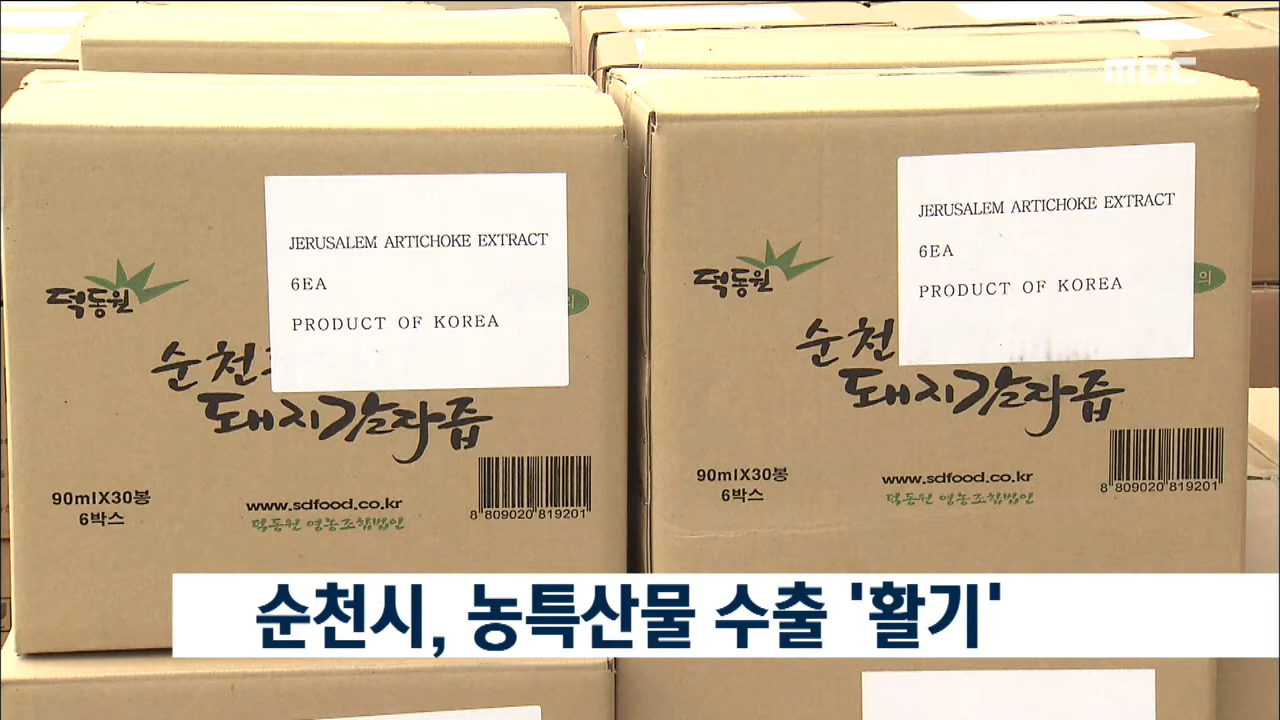 MBC
JERUSALEM ARTICHOKE EXTRACT
6EA
PRODUCT OF KOREA
덕동원
순천
돼지감자즙
90mlX30봉
6박스
www.sdfood.co.kr
덕동원 영농조합법인
8 809020 819201
JERUSALEM ARTICHOKE EXTRACT
6EA
PRODUCT OF KOREA
덕동원
의
순천
돼지감자즙
90mlX30봉
6박스
www.sdfood.co.kr
덕동원 영농조합법인
8 809020 819201
순천시, 농특산물 수출 '활기'